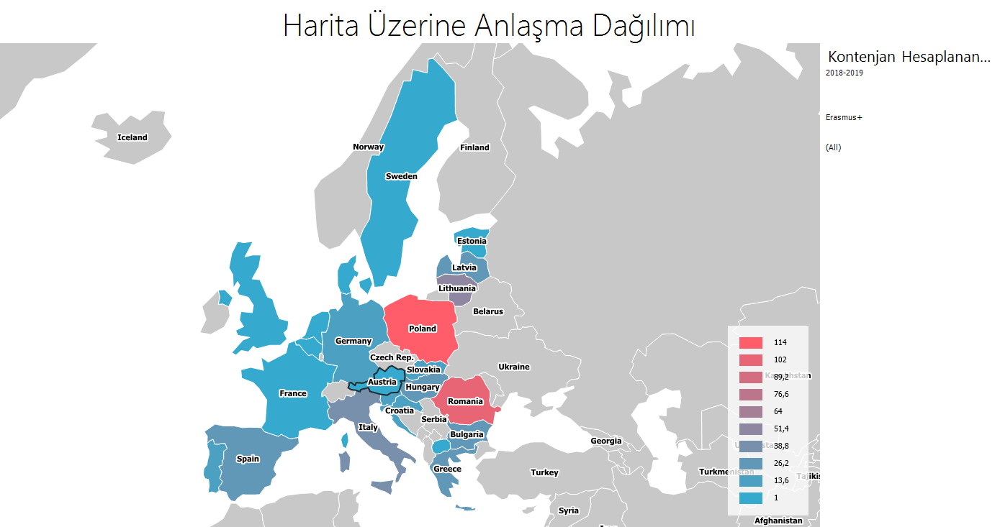 Harita Üzerine Anlaşma Dağılımı
Kontenjan Hesaplanan...
2018-2019
Erasmus+
(All)
Iceland
Norway
Finland
Sweden
Estonia
Latvia
Lithuania
Belarus
Poland
Germany
Czech Rep.
Ukraine
Slovakia
Austria
Hungary
France
Romania
Croatia
Serbia
Italy
Bulgaria
Georgia
Spain
Greece
Turkey
Turkmenistan
Syria
Afghanistan
114
102
89,2
76,6
64
51,4
38,8
26,2
13,6
1